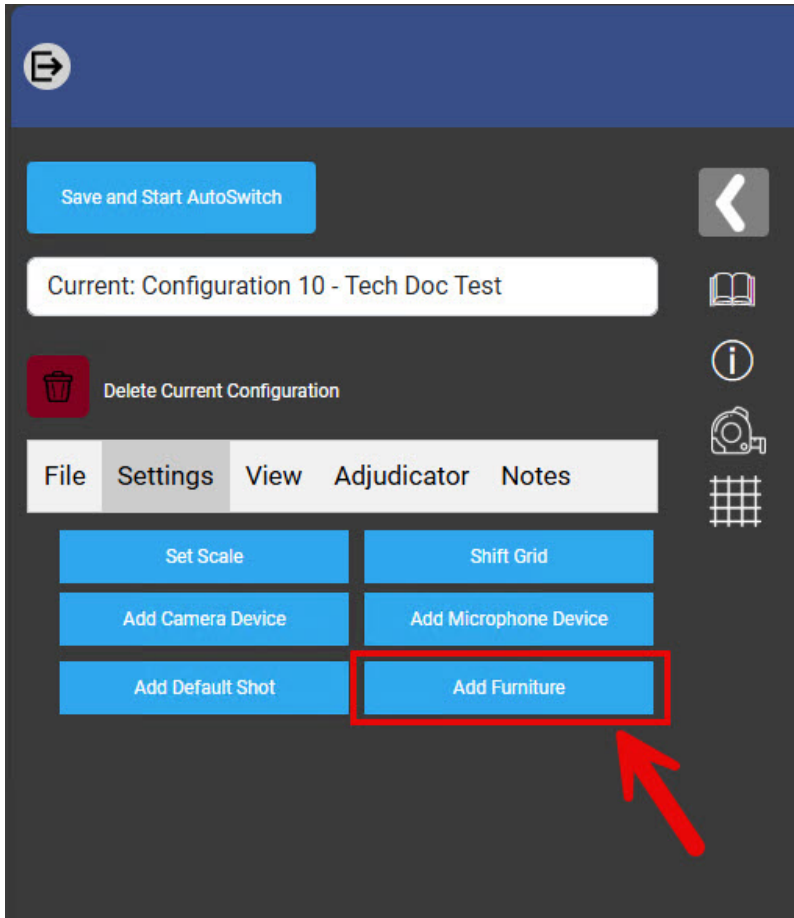 Save and Start AutoSwitch
Current: Configuration 10 - Tech Doc Test
Delete Current Configuration
File Settings View Adjudicator Notes
Set Scale Shift Grid
Add Camera Device Add Microphone Device
Add Default Shot Add Furniture